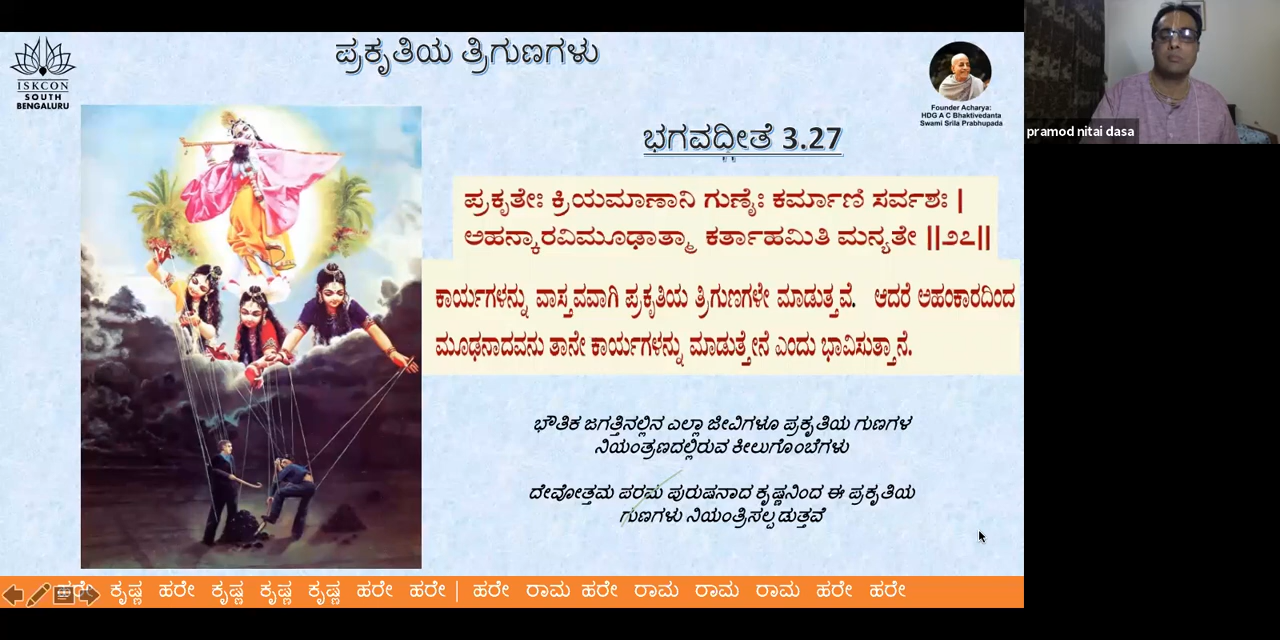 ಪ್ರಕೃತಿಯ ತ್ರಿಗುಣಗಳು
ISKCON
SOUTH
BENGALURU
Founder Acharya:
HDG A C Bhaktivedanta
Swami Srila Prabhupada
pramod nitai dasa
ಭಗವದ್ಗೀತೆ 3.27
ಪ್ರಕೃತೇಃ ಕ್ರಿಯಮಾಣಾನಿ ಗುಣೈಃ ಕರ್ಮಾಣಿ ಸರ್ವಶಃ |
ಅಹನ್ಕಾರವಿಮೂಢಾತ್ಮಾ ಕರ್ತಾಹಮಿತಿ ಮನ್ಯತೇ ||೨೭||
ಕಾರ್ಯಗಳನ್ನು ವಾಸ್ತವವಾಗಿ ಪ್ರಕೃತಿಯ ತ್ರಿಗುಣಗಳೇ ಮಾಡುತ್ತವೆ. ಆದರೆ ಅಹಂಕಾರದಿಂದ
ಮೂಢನಾದವನು ತಾನೇ ಕಾರ್ಯಗಳನ್ನು ಮಾಡುತ್ತೇನೆ ಎಂದು ಭಾವಿಸುತ್ತಾನೆ.
ಭೌತಿಕ ಜಗತ್ತಿನಲ್ಲಿನ ಎಲ್ಲಾ ಜೀವಿಗಳೂ ಪ್ರಕೃತಿಯ ಗುಣಗಳ
ನಿಯಂತ್ರಣದಲ್ಲಿರುವ ಕೀಲುಗೊಂಬೆಗಳು
ದೇವೋತ್ತಮ ಪರಮ ಪುರುಷನಾದ ಕೃಷ್ಣನಿಂದ ಈ ಪ್ರಕೃತಿಯ
ಗುಣಗಳು ನಿಯಂತ್ರಿಸಲ್ಪಡುತ್ತವೆ
ಹರೇ ಕೃಷ್ಣ ಹರೇ ಕೃಷ್ಣ ಕೃಷ್ಣ ಕೃಷ್ಣ ಹರೇ ಹರೇ | ಹರೇ ರಾಮ ಹರೇ ರಾಮ ರಾಮ ರಾಮ ಹರೇ ಹರೇ